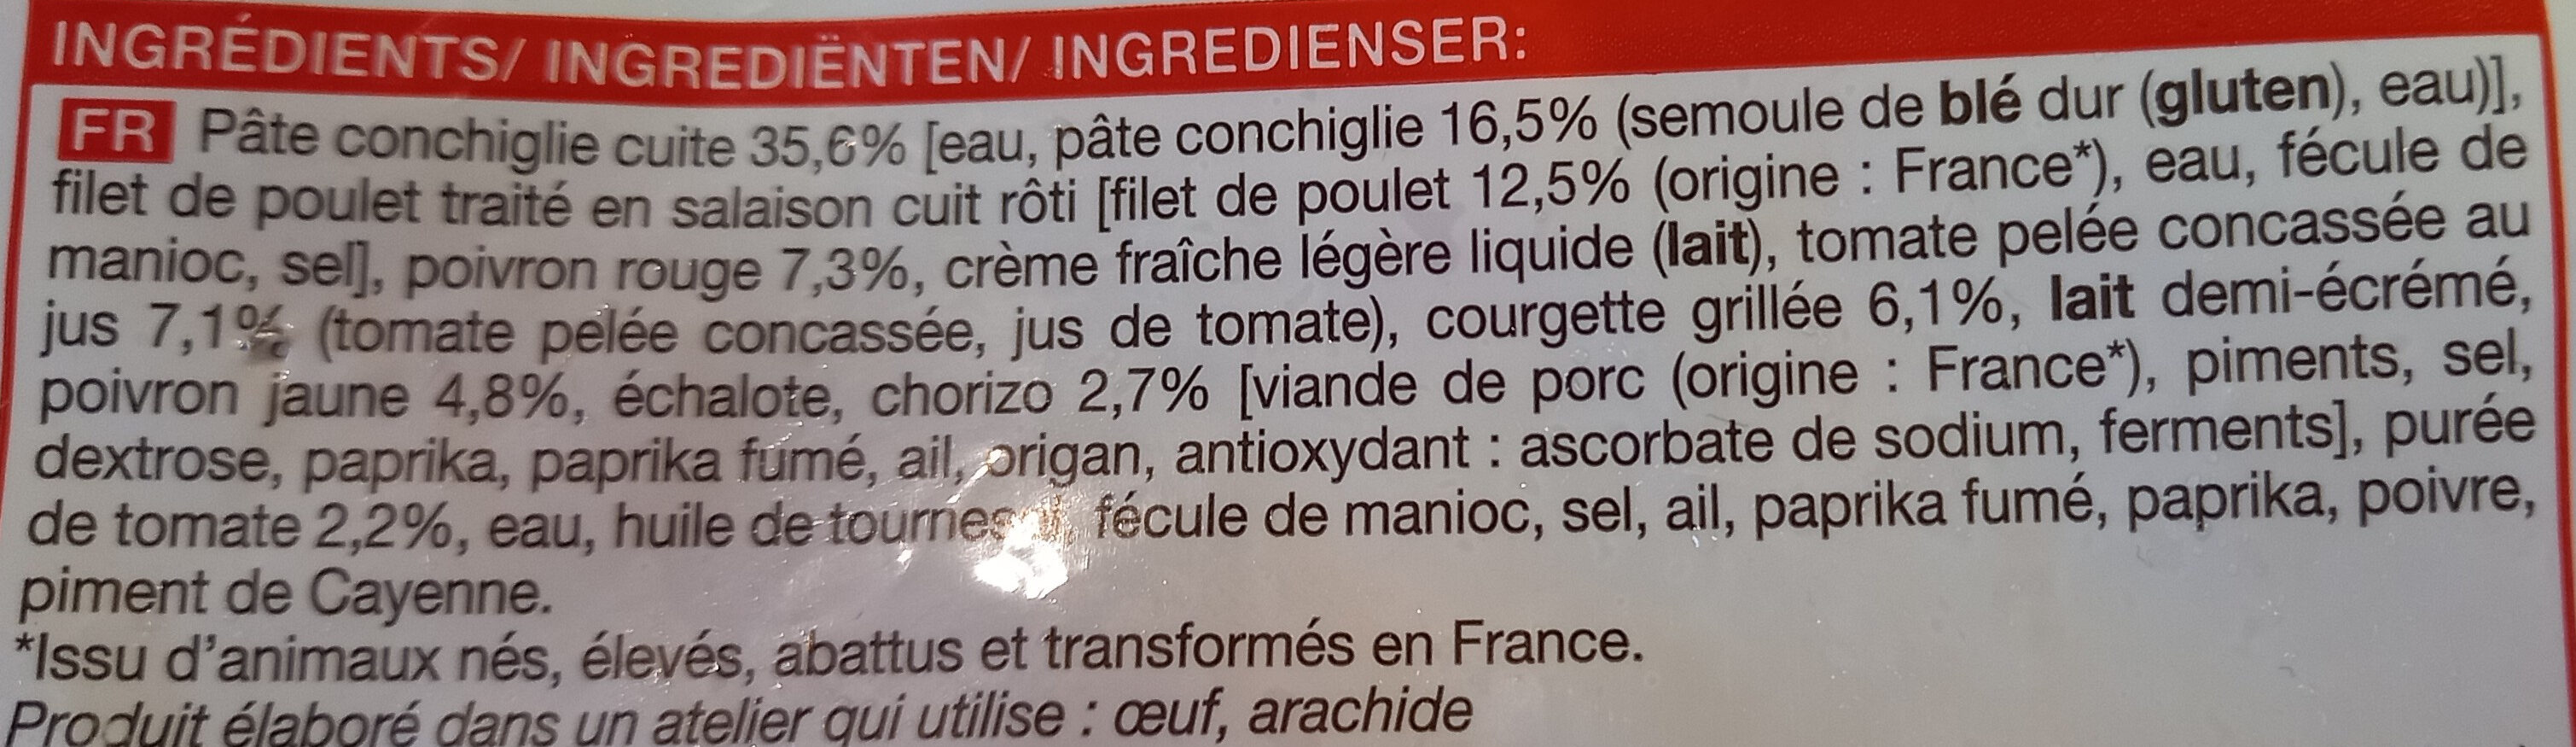 INGRÉDIENTS/ INGREDIËNTEN/ INGREDIENSER:
FR Pâte conchiglie cuite 35,6% [eau, pâte conchiglie 16,5% (semoule de blé dur (gluten), eau)],
filet de poulet traité en salaison cuit rôti [filet de poulet 12,5% (origine : France*), eau, fécule de
manioc, sel], poivron rouge 7,3%, crème fraîche légère liquide (lait), tomate pelée concassée au
jus 7,1% (tomate pelée concassée, jus de tomate), courgette grillée 6,1%, lait demi-écrémé,
poivron jaune 4,8%, échalote, chorizo 2,7% [viande de porc (origine : France*), piments, sel,
dextrose, paprika, paprika fumé, ail, origan, antioxydant : ascorbate de sodium, ferments], purée
de tomate 2,2%, eau, huile de tournesol, fécule de manioc, sel, ail, paprika fumé, paprika, poivre,
piment de Cayenne.
*Issu d'animaux nés, élevés, abattus et transformés en France.
Produit élaboré dans un atelier qui utilise : œuf, arachide